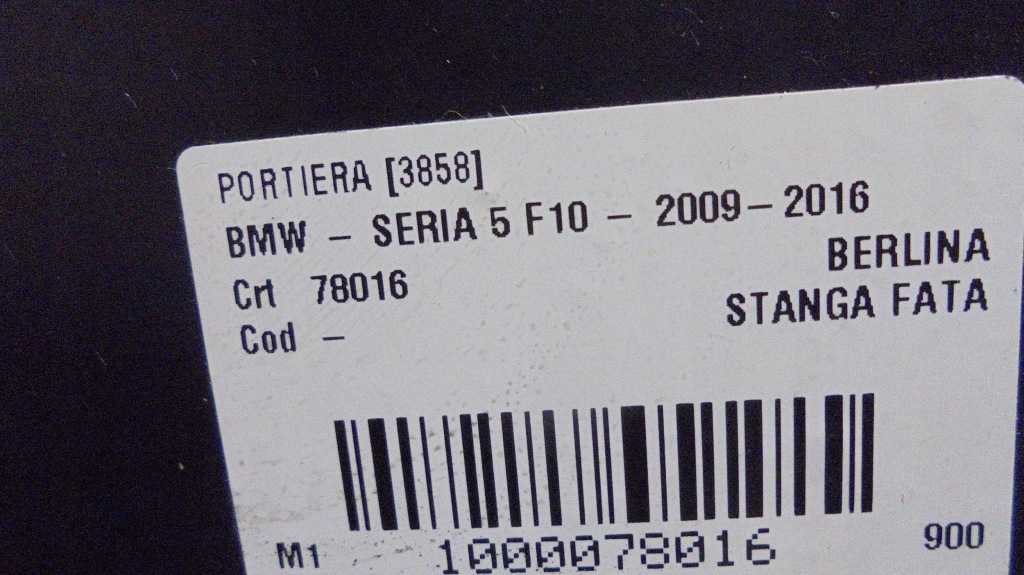 PORTIERA [3858]
BMW - SERIA 5 F10 - 2009-2016
BERLINA
Crt 78016
STANGA FATA
Cod -
M1 1000078016 900